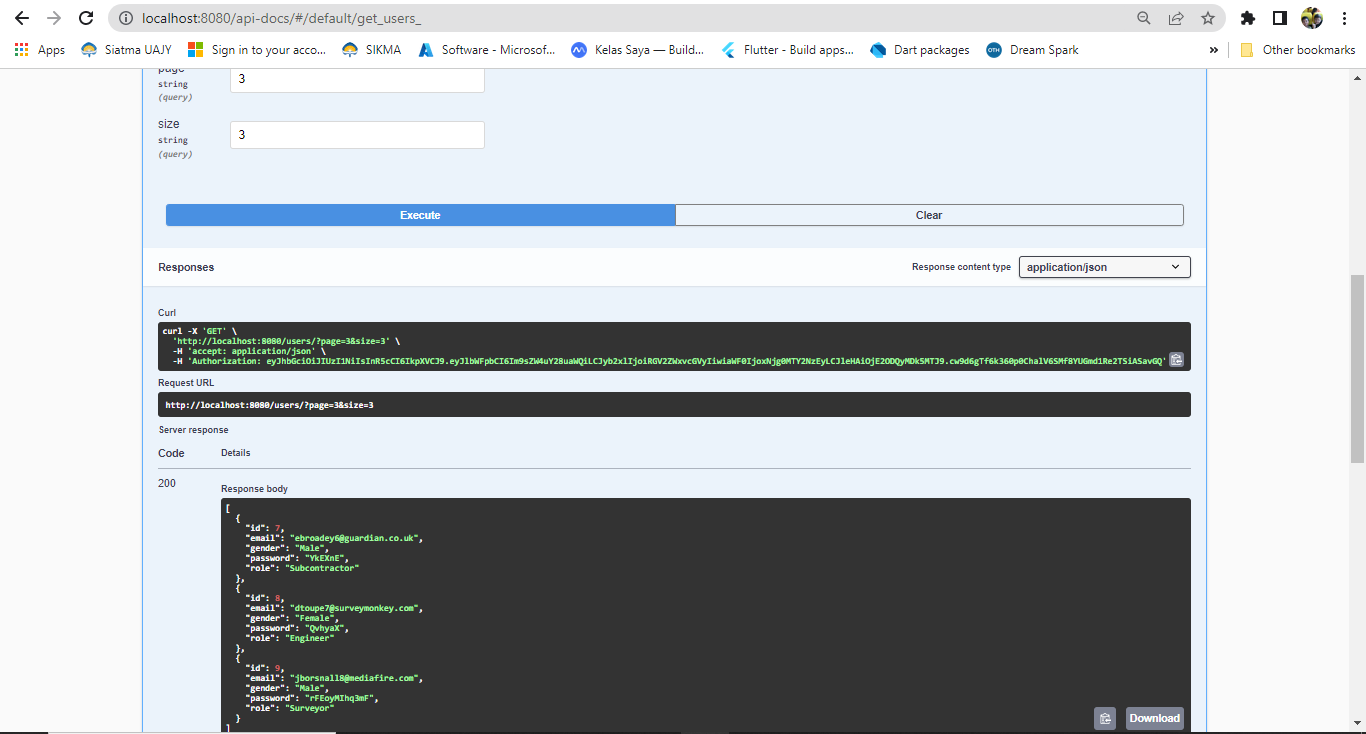 localhost:8080/api-docs/#/default/get_users_
Apps Siatma UAJY Sign in to your acco... SIKMA Software - Microsof... Kelas Saya — Build... Flutter - Build apps... Dart packages Dream Spark » Other bookmarks
page
string
(query)
3
size
string
(query)
3
Execute Clear
Responses Response content type application/json
Curl
curl -X 'GET' \
'http://localhost:8080/users/?page=3&size=3' \
-H 'accept: application/json' \
-H 'Authorization:
Request URL
http://localhost:8080/users/?page=3&size=3
Server response
Code Details
200
Response body
[
{
"id": 7,
"email": "ebroadey6@guardian.co.uk",
"gender": "Male",
"password": "YkEXnE",
"role": "Subcontractor"
},
{
"id": 8,
"email": "dtoupe7@surveymonkey.com",
"gender": "Female",
"password": "QvhyaX",
"role": "Engineer"
},
{
"id": 9,
"email": "jborsnall8@mediafire.com",
"gender": "Male",
"password": "rFEoyMIhq3mF",
"role": "Surveyor"
}
]
Download